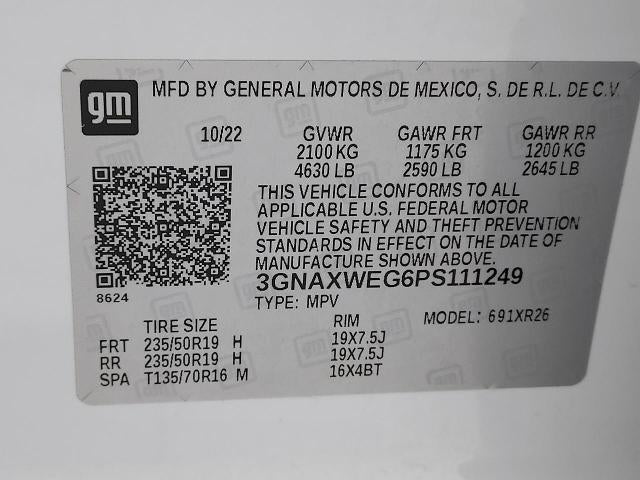 gm
MFD BY GENERAL MOTORS DE MEXICO, S. DE R.L. DE C.V.
10/22 GVWR GAWR FRT GAWR RR
2100 KG 1175 KG 1200 KG
4630 LB 2590 LB 2645 LB
THIS VEHICLE CONFORMS TO ALL
APPLICABLE U.S. FEDERAL MOTOR
VEHICLE SAFETY AND THEFT PREVENTION
STANDARDS IN EFFECT ON THE DATE OF
MANUFACTURE SHOWN ABOVE.
3GNAXWEG6PS111249
8624
TYPE: MPV MODEL: 691XR26
TIRE SIZE RIM
FRT 235/50R19 H 19X7.5J
RR 235/50R19 H 19X7.5J
SPA T135/70R16 M 16X4BT